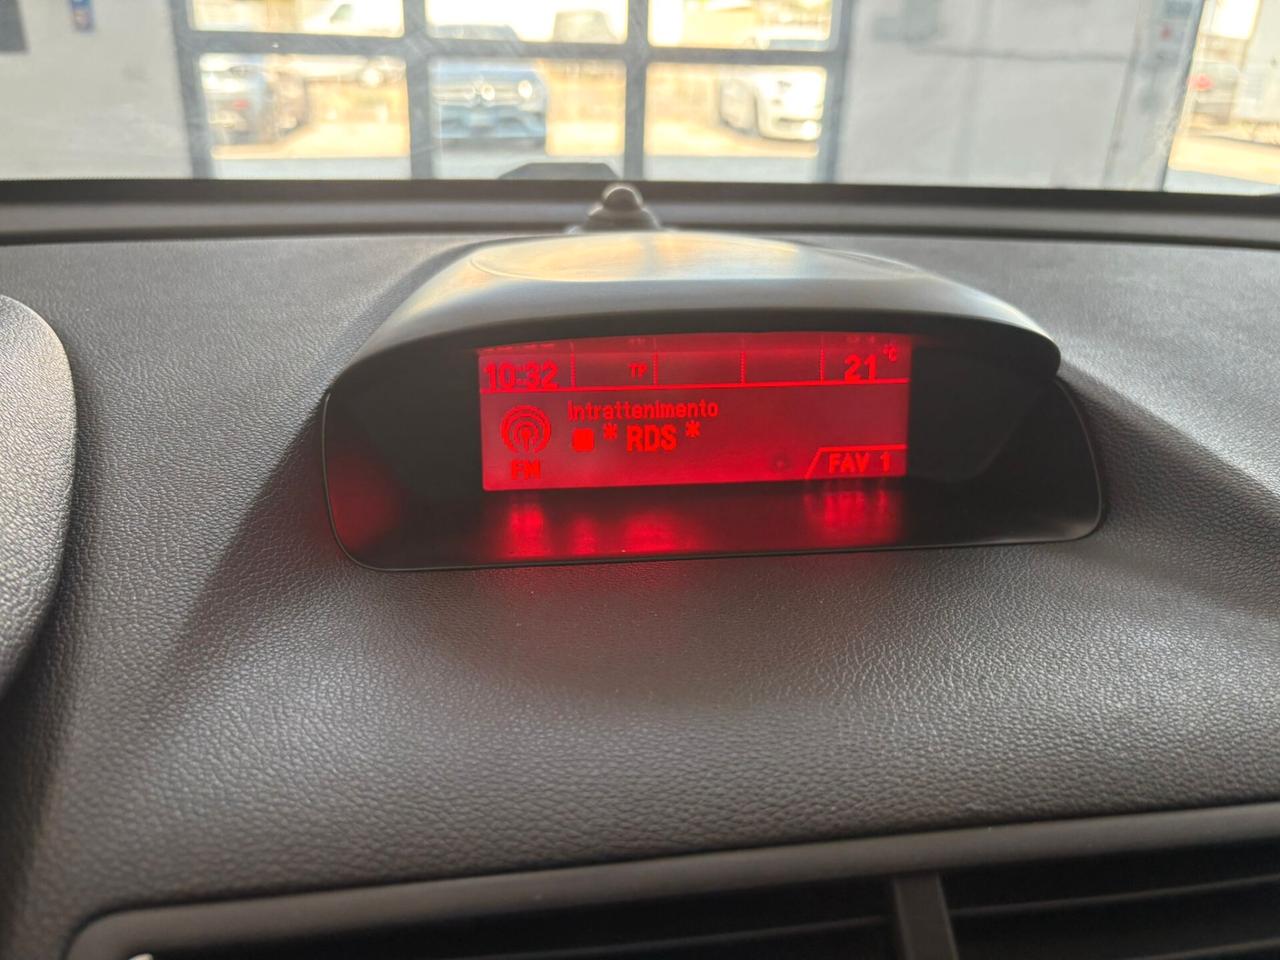 10:32 TP 21 °C
Intrattenimento
* RDS *
FM
FAV 1